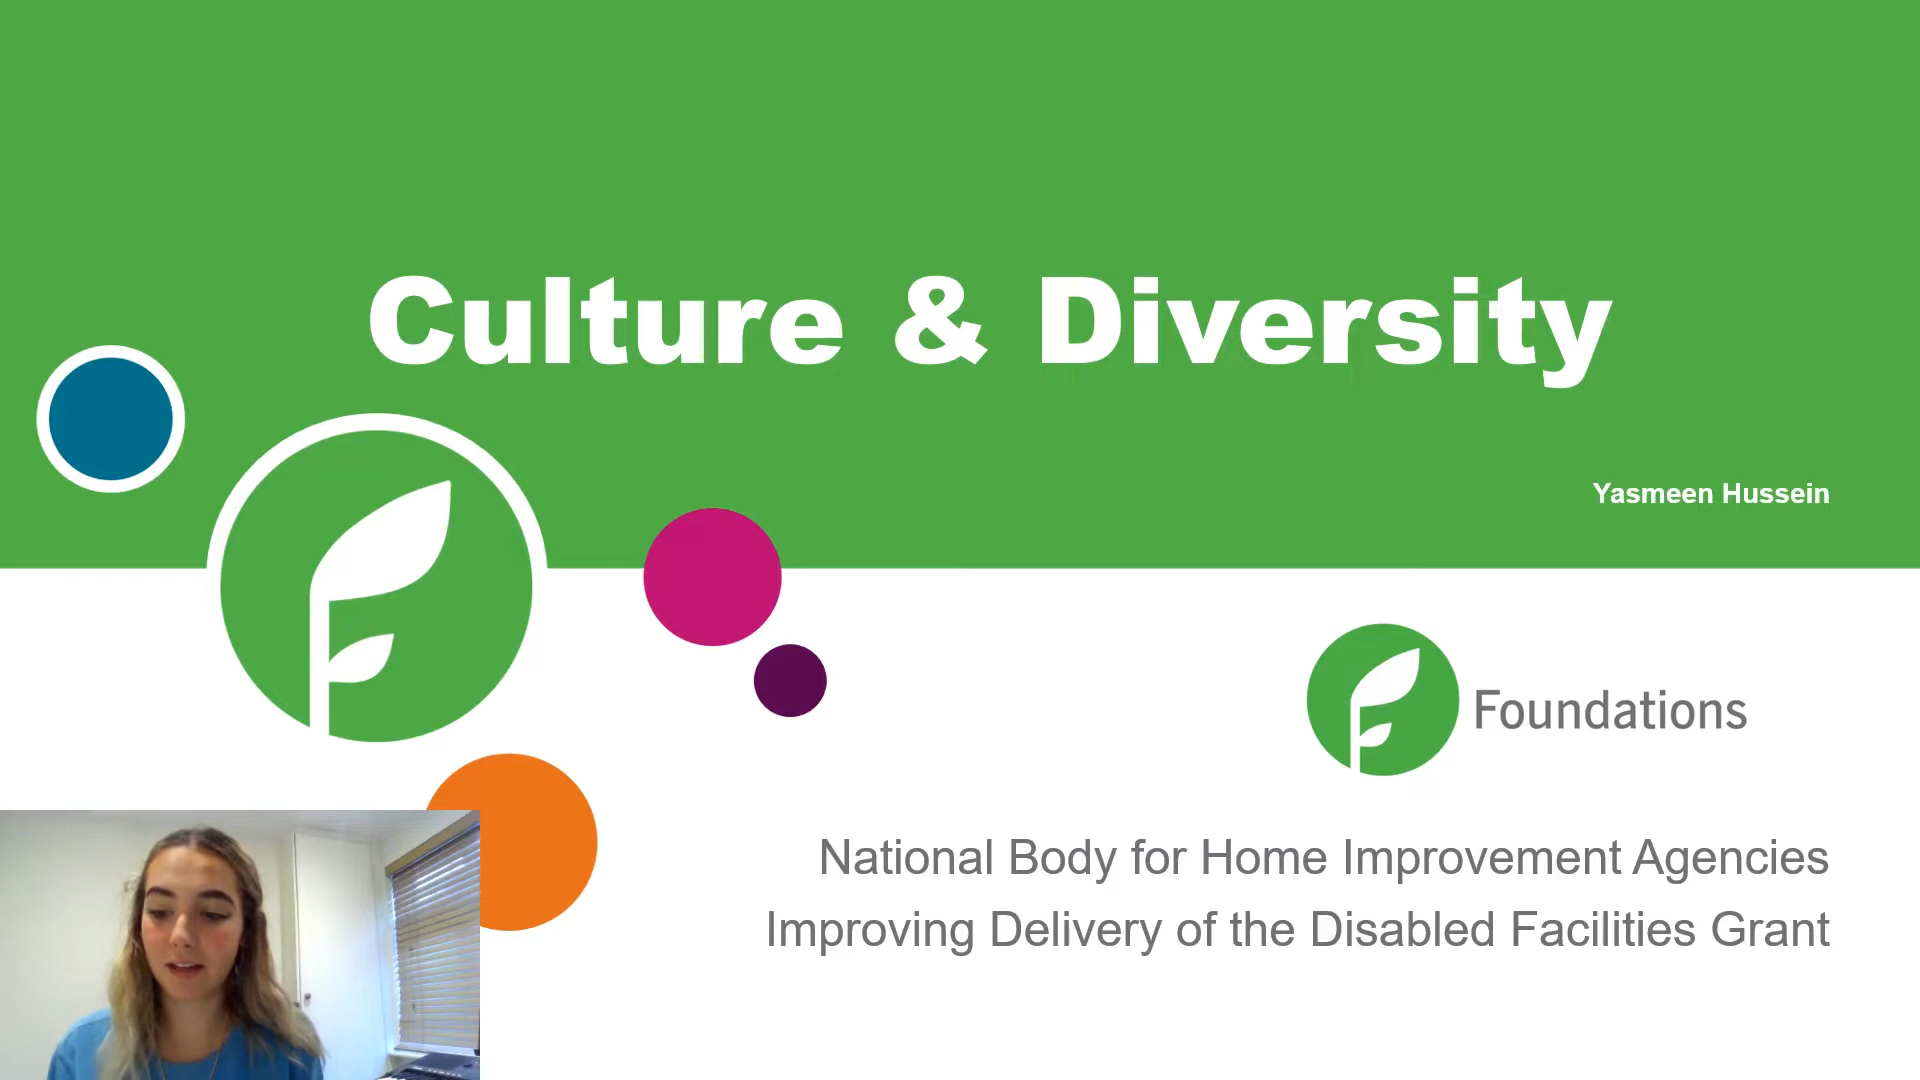 Culture & Diversity
Yasmeen Hussein
Foundations
National Body for Home Improvement Agencies
Improving Delivery of the Disabled Facilities Grant